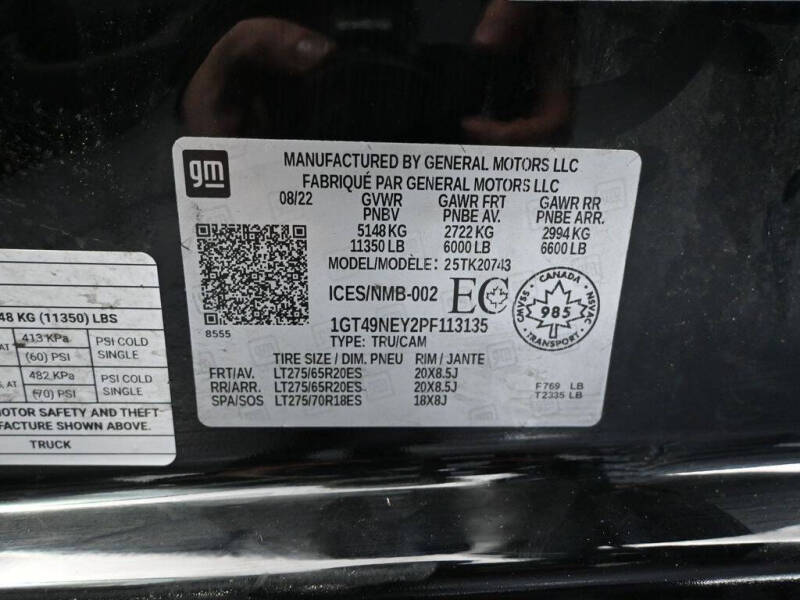 gm
MANUFACTURED BY GENERAL MOTORS LLC
FABRIQUÉ PAR GENERAL MOTORS LLC
08/22 GVWR GAWR FRT GAWR RR
PNBV PNBE AV. PNBE ARR.
5148 KG 2722 KG 2994 KG
11350 LB 6000 LB 6600 LB
MODEL/MODÈLE: 25TK20743
ICES/NMB-002 EC
CANADA
CMVSS NSVAC
985
TRANSPORT
8555
1GT49NEY2PF113135
TYPE: TRU/CAM
TIRE SIZE / DIM. PNEU RIM / JANTE
FRT/AV. LT275/65R20ES 20X8.5J
RR/ARR. LT275/65R20ES 20X8.5J
SPA/SOS LT275/70R18ES 18X8J
F769 LB
T2335 LB
48 KG (11350) LBS
AT 413 KPa PSI COLD
(60) PSI SINGLE
AT 482 KPa PSI COLD
(70) PSI SINGLE
MOTOR SAFETY AND THEFT
FACTURE SHOWN ABOVE.
TRUCK